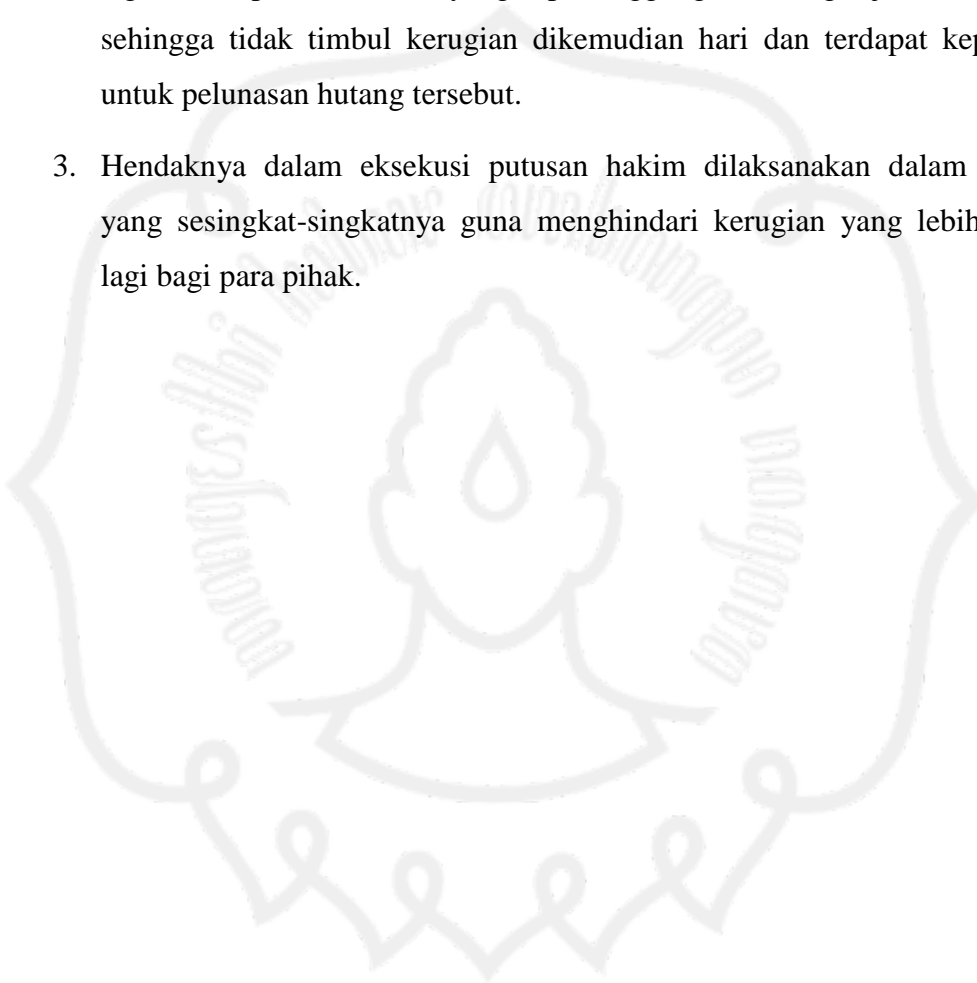 sehingga tidak timbul kerugian dikemudian hari dan terdapat
untuk pelunasan hutang tersebut.
3. Hendaknya dalam eksekusi putusan hakim dilaksanakan dalam
yang sesingkat-singkatnya guna menghindari kerugian yang lebih
lagi bagi para pihak.